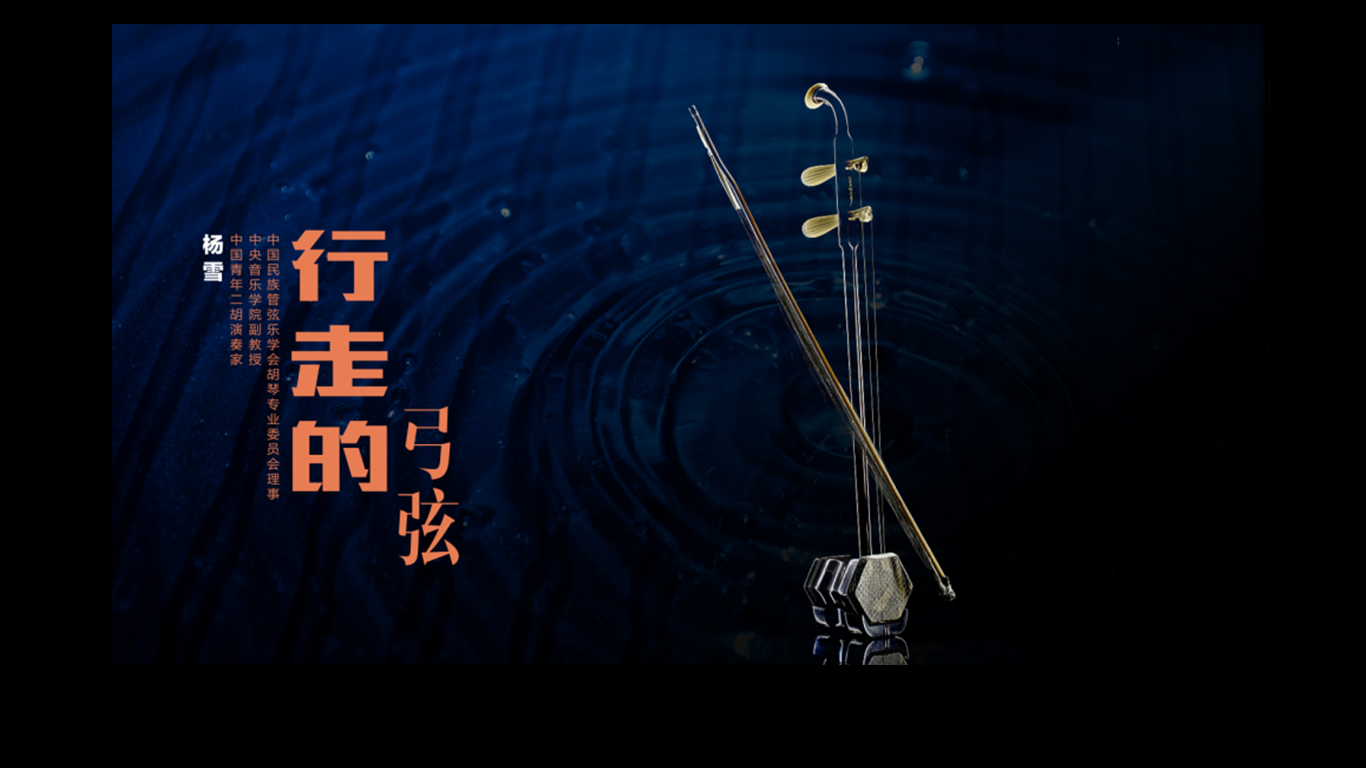 行走的
弓弦
中国民族管弦乐学会胡琴专业委员会理事
中央音乐学院副教授
中国青年二胡演奏家
杨雪